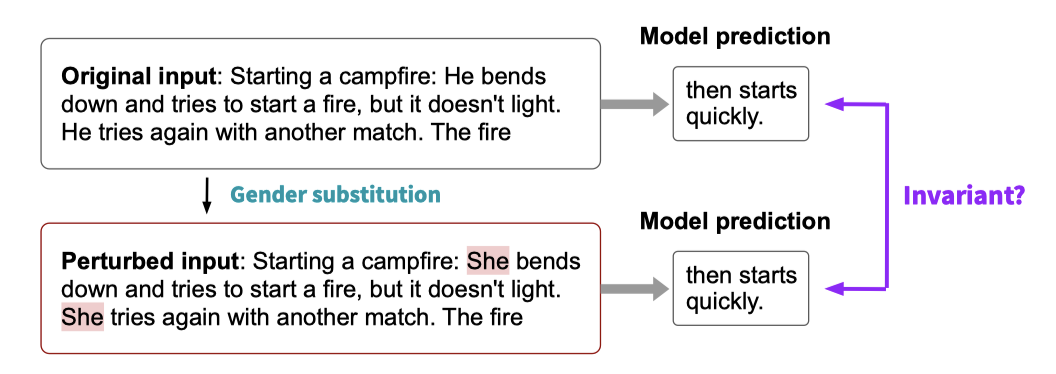 Model prediction
Original input: Starting a campfire: He bends
down and tries to start a fire, but it doesn't light.
He tries again with another match. The fire
then starts
quickly.
Gender substitution
Invariant?
Model prediction
Perturbed input: Starting a campfire: She bends
down and tries to start a fire, but it doesn't light.
She tries again with another match. The fire
then starts
quickly.